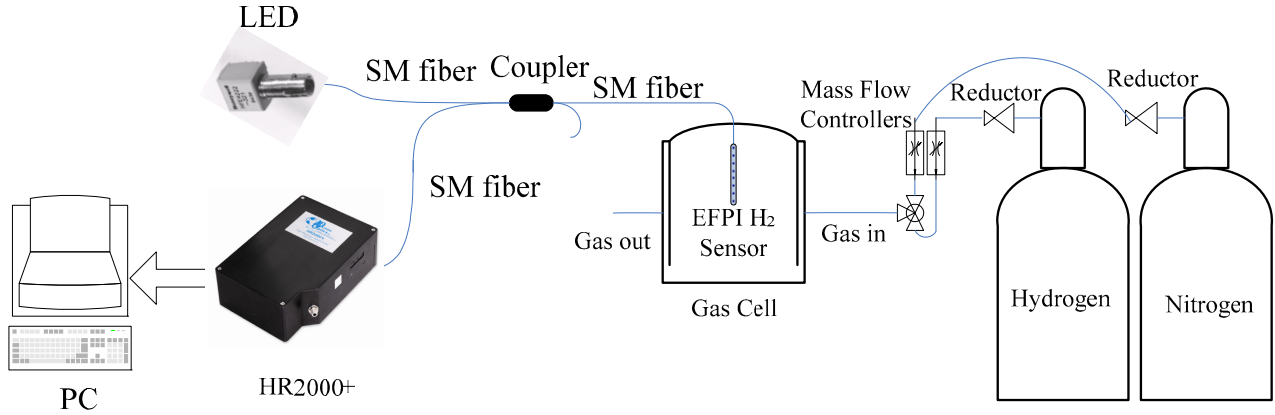 LED
SM fiber
Coupler
SM fiber
Mass Flow
Controllers
Reductor
Reductor
SM fiber
Gas out
EFPI H₂
Sensor
Gas in
Gas Cell
Hydrogen
Nitrogen
PC
HR2000+